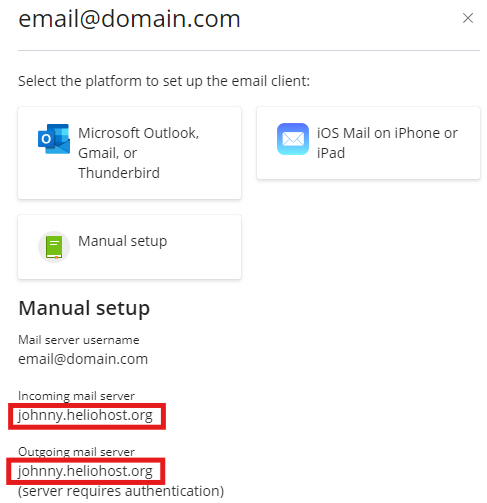 email@domain.com
Select the platform to set up the email client:
Microsoft Outlook,
Gmail, or
Thunderbird
iOS Mail on iPhone or
iPad
Manual setup
Manual setup
Mail server username
email@domain.com
Incoming mail server
johnny.heliohost.org
Outgoing mail server
johnny.heliohost.org
(server requires authentication)